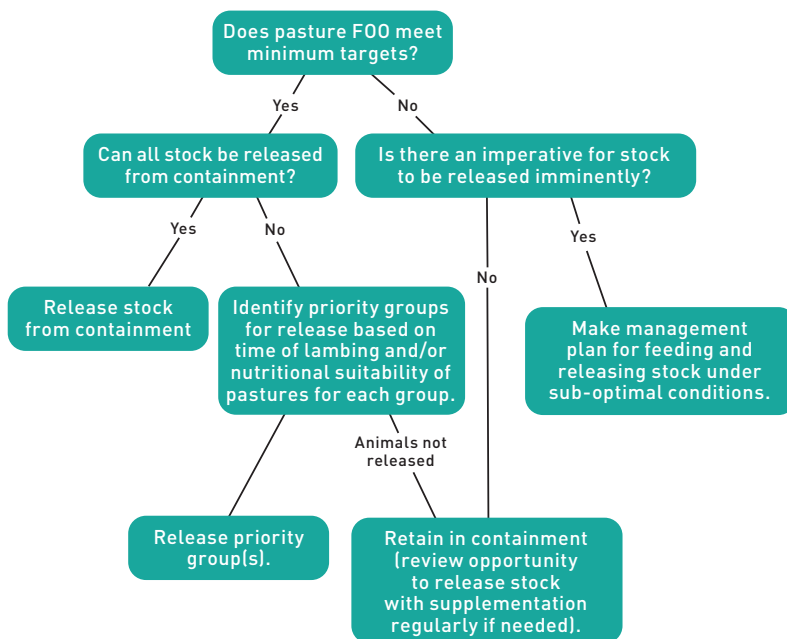 Does pasture FOO meet
minimum targets?
Yes
No
Can all stock be released
from containment?
Is there an imperative for stock
to be released imminently?
Yes
No
No
Yes
Release stock
from containment
Identify priority groups
for release based on
time of lambing and/or
nutritional suitability of
pastures for each group.
Make management
plan for feeding and
releasing stock under
sub-optimal conditions.
Animals not
released
Release priority
group(s).
Retain in containment
(review opportunity
to release stock
with supplementation
regularly if needed).